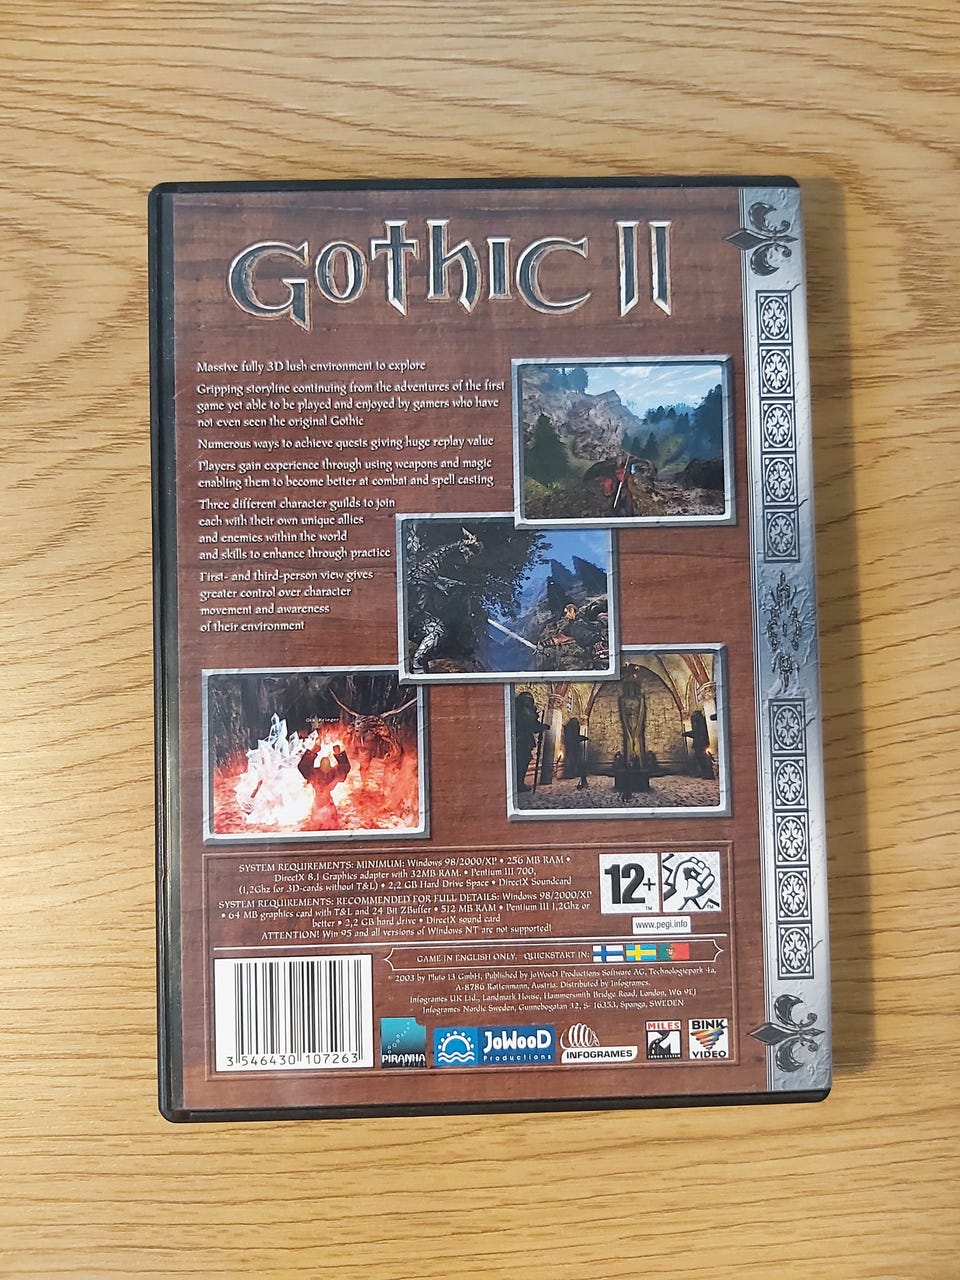 Gothic II
Massive fully 3D lush environment to explore
Gripping storyline continuing from the adventures of the first
game yet able to be played and enjoyed by gamers who have
not even seen the original Gothic
Numerous ways to achieve quests giving huge replay value
Players gain experience through using weapons and magic
enabling them to become better at combat and spell casting
Three different character guilds to join
each with their own unique allies
and enemies within the world
and skills to enhance through practice
First- and third-person view gives
greater control over character
movement and awareness
of their environment
Ork-Krieger
SYSTEM REQUIREMENTS: MINIMUM: Windows 98/2000/XP • 256 MB RAM •
DirectX 8.1 Graphics adapter with 32MB RAM. • Pentium III 700,
(1,2Ghz for 3D-cards without T&L) • 2,2 GB Hard Drive Space • DirectX Soundcard
SYSTEM REQUIREMENTS: RECOMMENDED FOR FULL DETAILS: Windows 98/2000/XP
• 64 MB graphics card with T&L and 24 Bit ZBuffer • 512 MB RAM • Pentium III 1,2Ghz or
better • 2,2 GB hard drive • DirectX sound card
ATTENTION! Win 95 and all versions of Windows NT are not supported!
12+
TM
TM
www.pegi.info
GAME IN ENGLISH ONLY. QUICKSTART IN:
© 2003 by Pluto 13 GmbH, Published by JoWooD Productions Software AG, Technologiepark 4a,
A-8786 Rottenmann, Austria. Distributed by Infogrames.
Infogrames UK Ltd., Landmark House, Hammersmith Bridge Road, London, W6 9EJ
Infogrames Nordic Sweden, Gunnebogatan 32, S- 16353, Spanga, SWEDEN
3 546430 107263
PIRANHA
BYTES
JoWooD
Productions
INFOGRAMES
MILES
SOUND SYSTEM
BINK
VIDEO